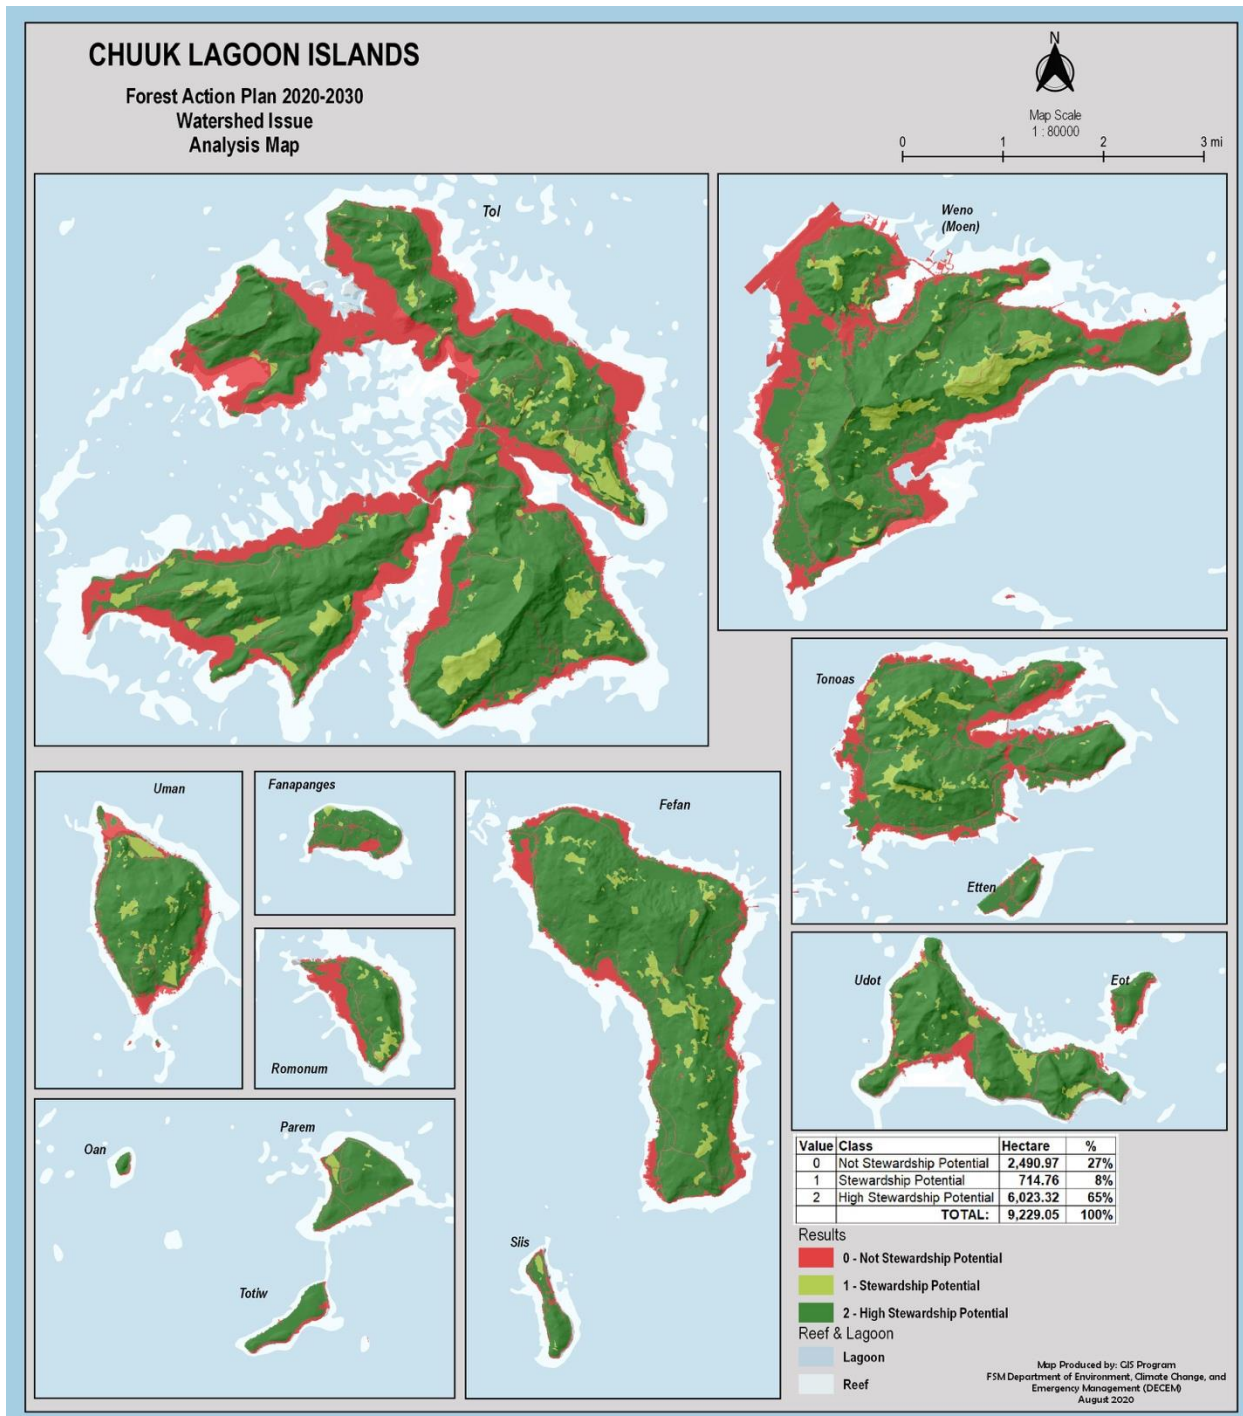 CHUUK LAGOON ISLANDS
Forest Action Plan 2020-2030
Watershed Issue
Analysis Map
N
Map Scale
1 : 80000
0 1 2 3 mi
Tol
Weno
(Moen)
Tonoas
Etten
Uman
Fanapanges
Fefan
Romonum
Udot
Eot
Oan
Parem
Totiw
Siis
Value Class Hectare %
0 Not Stewardship Potential 2,490.97 27%
1 Stewardship Potential 714.76 8%
2 High Stewardship Potential 6,023.32 65%
TOTAL: 9,229.05 100%
Results
0 - Not Stewardship Potential
1 - Stewardship Potential
2 - High Stewardship Potential
Reef & Lagoon
Lagoon
Reef
Map Produced by: GIS Program
FSM Department of Environment, Climate Change, and
Emergency Management (DECEM)
August 2020